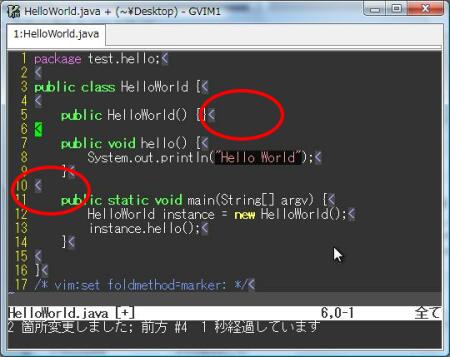 HelloWorld.java + (~¥Desktop) - GVIM1
1:HelloWorld.java
1 package test.hello;<
2 <
3 public class HelloWorld {<
4 <
5     public HelloWorld() {}<
6 <
7     public void hello() {<
8         System.out.println("Hello World");<
9     }<
10 <
11     public static void main(String[] argv) {<
12         HelloWorld instance = new HelloWorld();<
13         instance.hello();<
14     }<
15 <
16 }<
17 /* vim:set foldmethod=marker: */<
HelloWorld.java [+] 6,0-1 全て
2 箇所変更しました; 前方 #4 1 秒経過しています